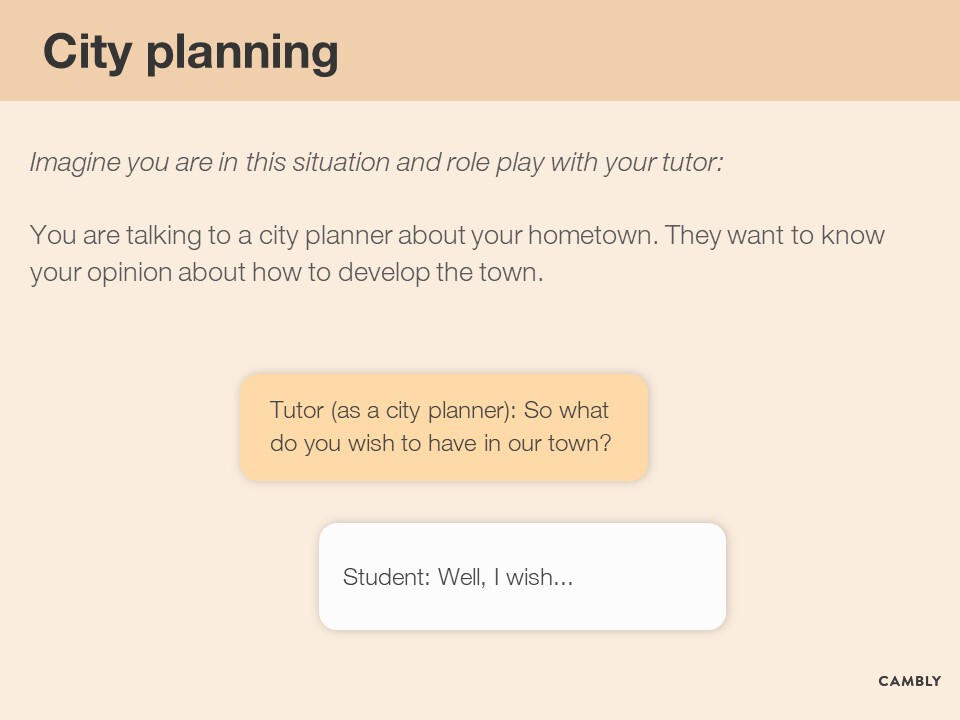 City planning
Imagine you are in this situation and role play with your tutor:
You are talking to a city planner about your hometown. They want to know
your opinion about how to develop the town.
Tutor (as a city planner): So what
do you wish to have in our town?
Student: Well, I wish...
CAMBLY